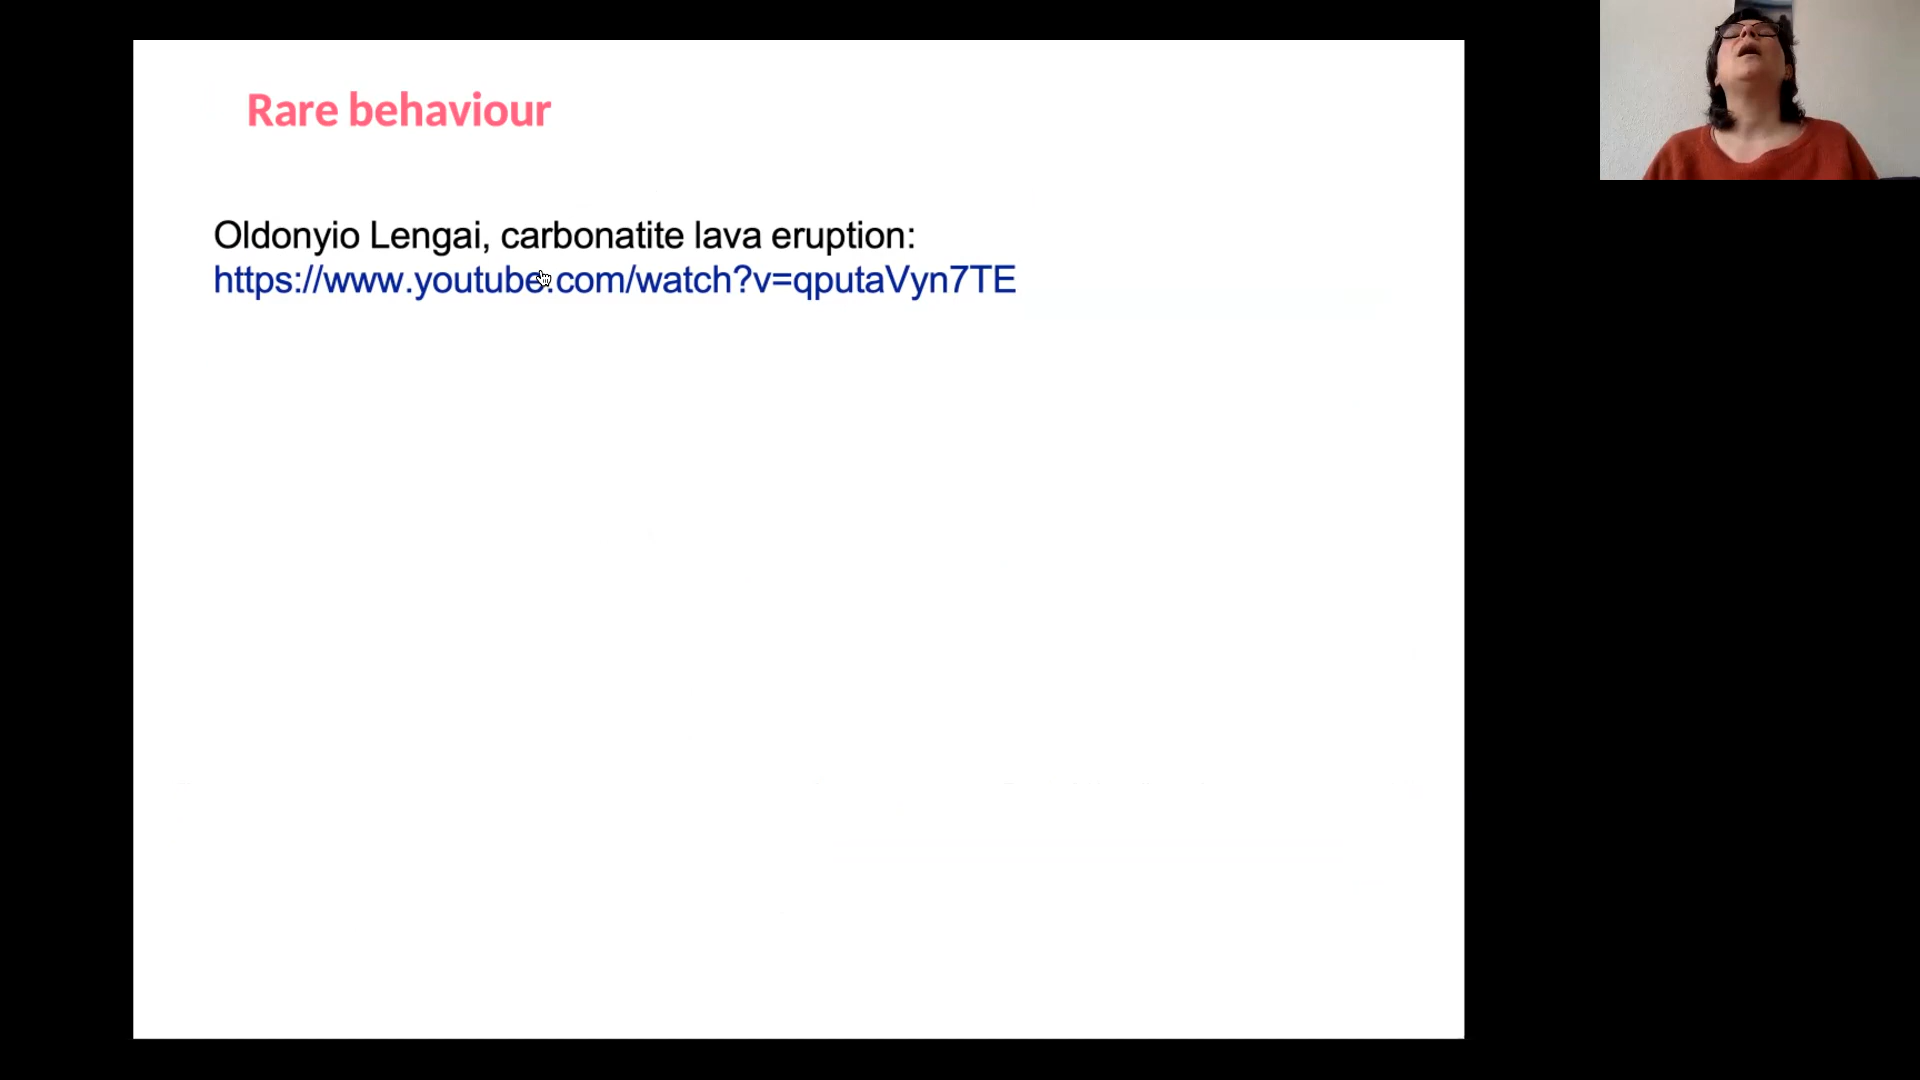 Rare behaviour
Oldonyio Lengai, carbonatite lava eruption:
https://www.youtube.com/watch?v=qputaVyn7TE